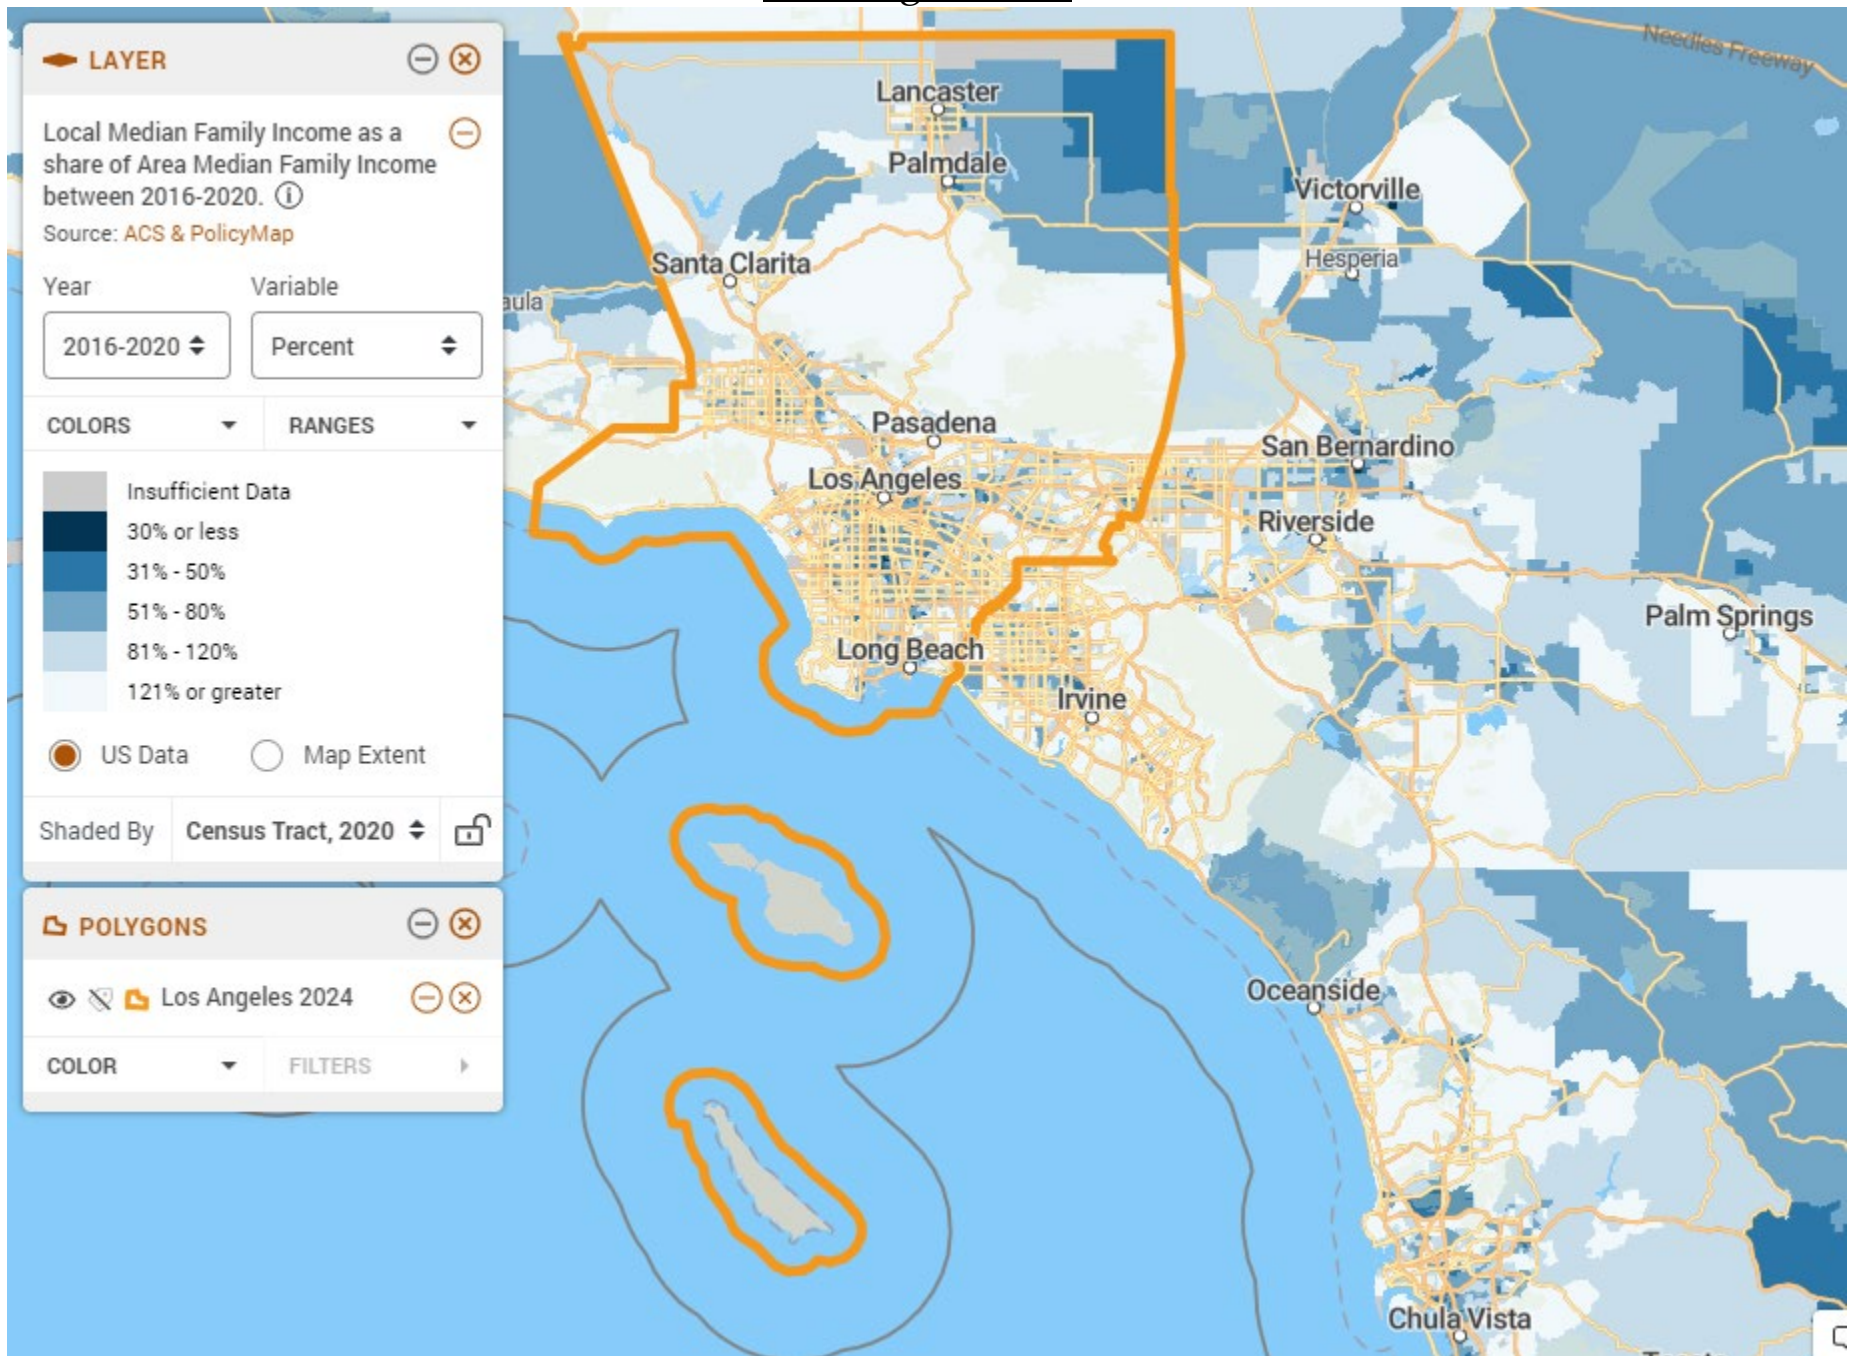 LAYER
Local Median Family Income as a
share of Area Median Family Income
between 2016-2020.
Source: ACS & PolicyMap
Year
Variable
2016-2020
Percent
COLORS
RANGES
Insufficient Data
30% or less
31% - 50%
51% - 80%
81% - 120%
121% or greater
US Data
Map Extent
Shaded By
Census Tract, 2020
POLYGONS
Los Angeles 2024
COLOR
FILTERS
Needles Freeway
Lancaster
Palmdale
Victorville
Santa Clarita
Hesperia
aula
Pasadena
San Bernardino
Los Angeles
Riverside
Palm Springs
Long Beach
Irvine
Oceanside
Chula Vista